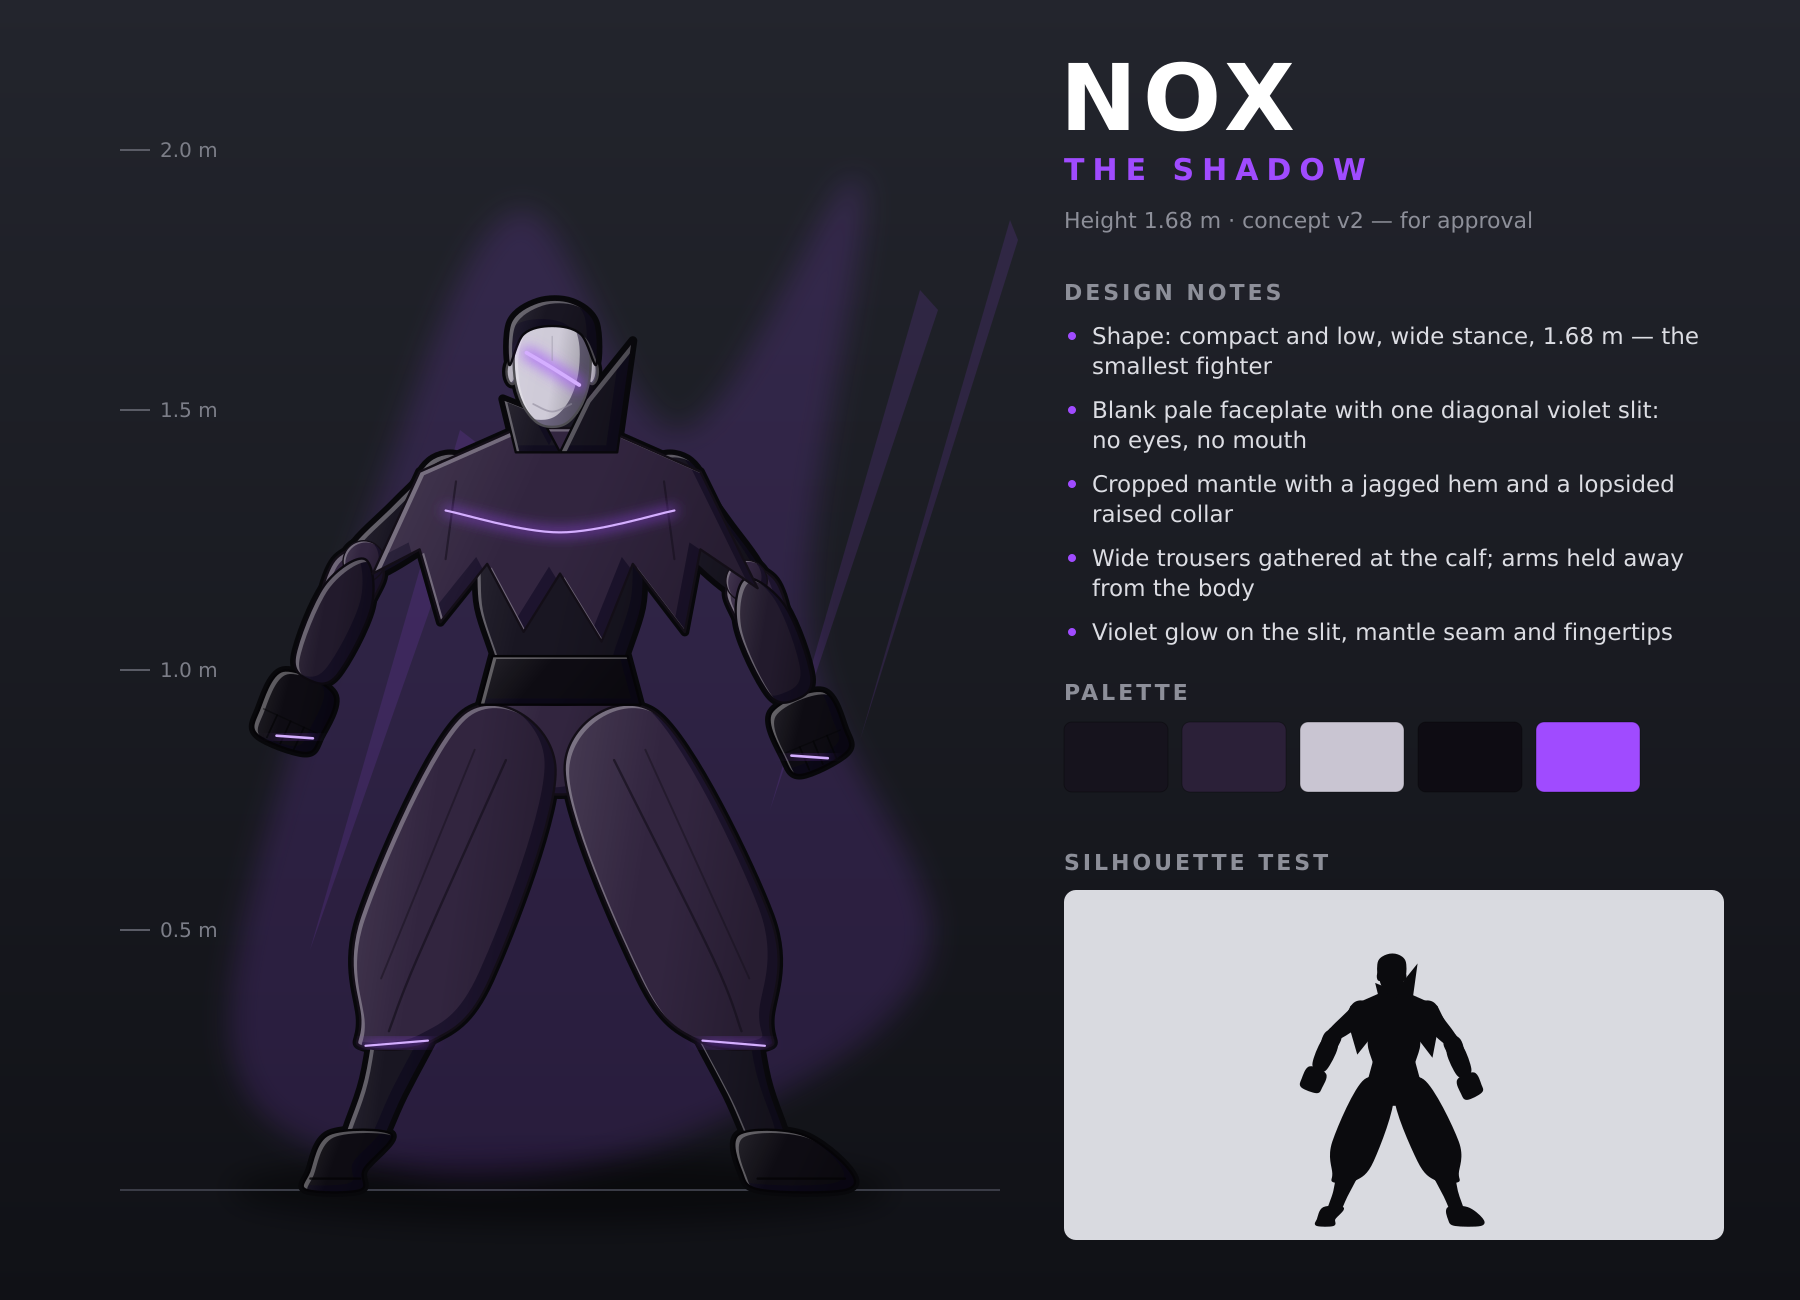 NOX
THE SHADOW
Height 1.68 m · concept v2 — for approval
2.0 m
1.5 m
1.0 m
0.5 m
DESIGN NOTES
• Shape: compact and low, wide stance, 1.68 m — the
smallest fighter
• Blank pale faceplate with one diagonal violet slit:
no eyes, no mouth
• Cropped mantle with a jagged hem and a lopsided
raised collar
• Wide trousers gathered at the calf; arms held away
from the body
• Violet glow on the slit, mantle seam and fingertips
PALETTE
SILHOUETTE TEST